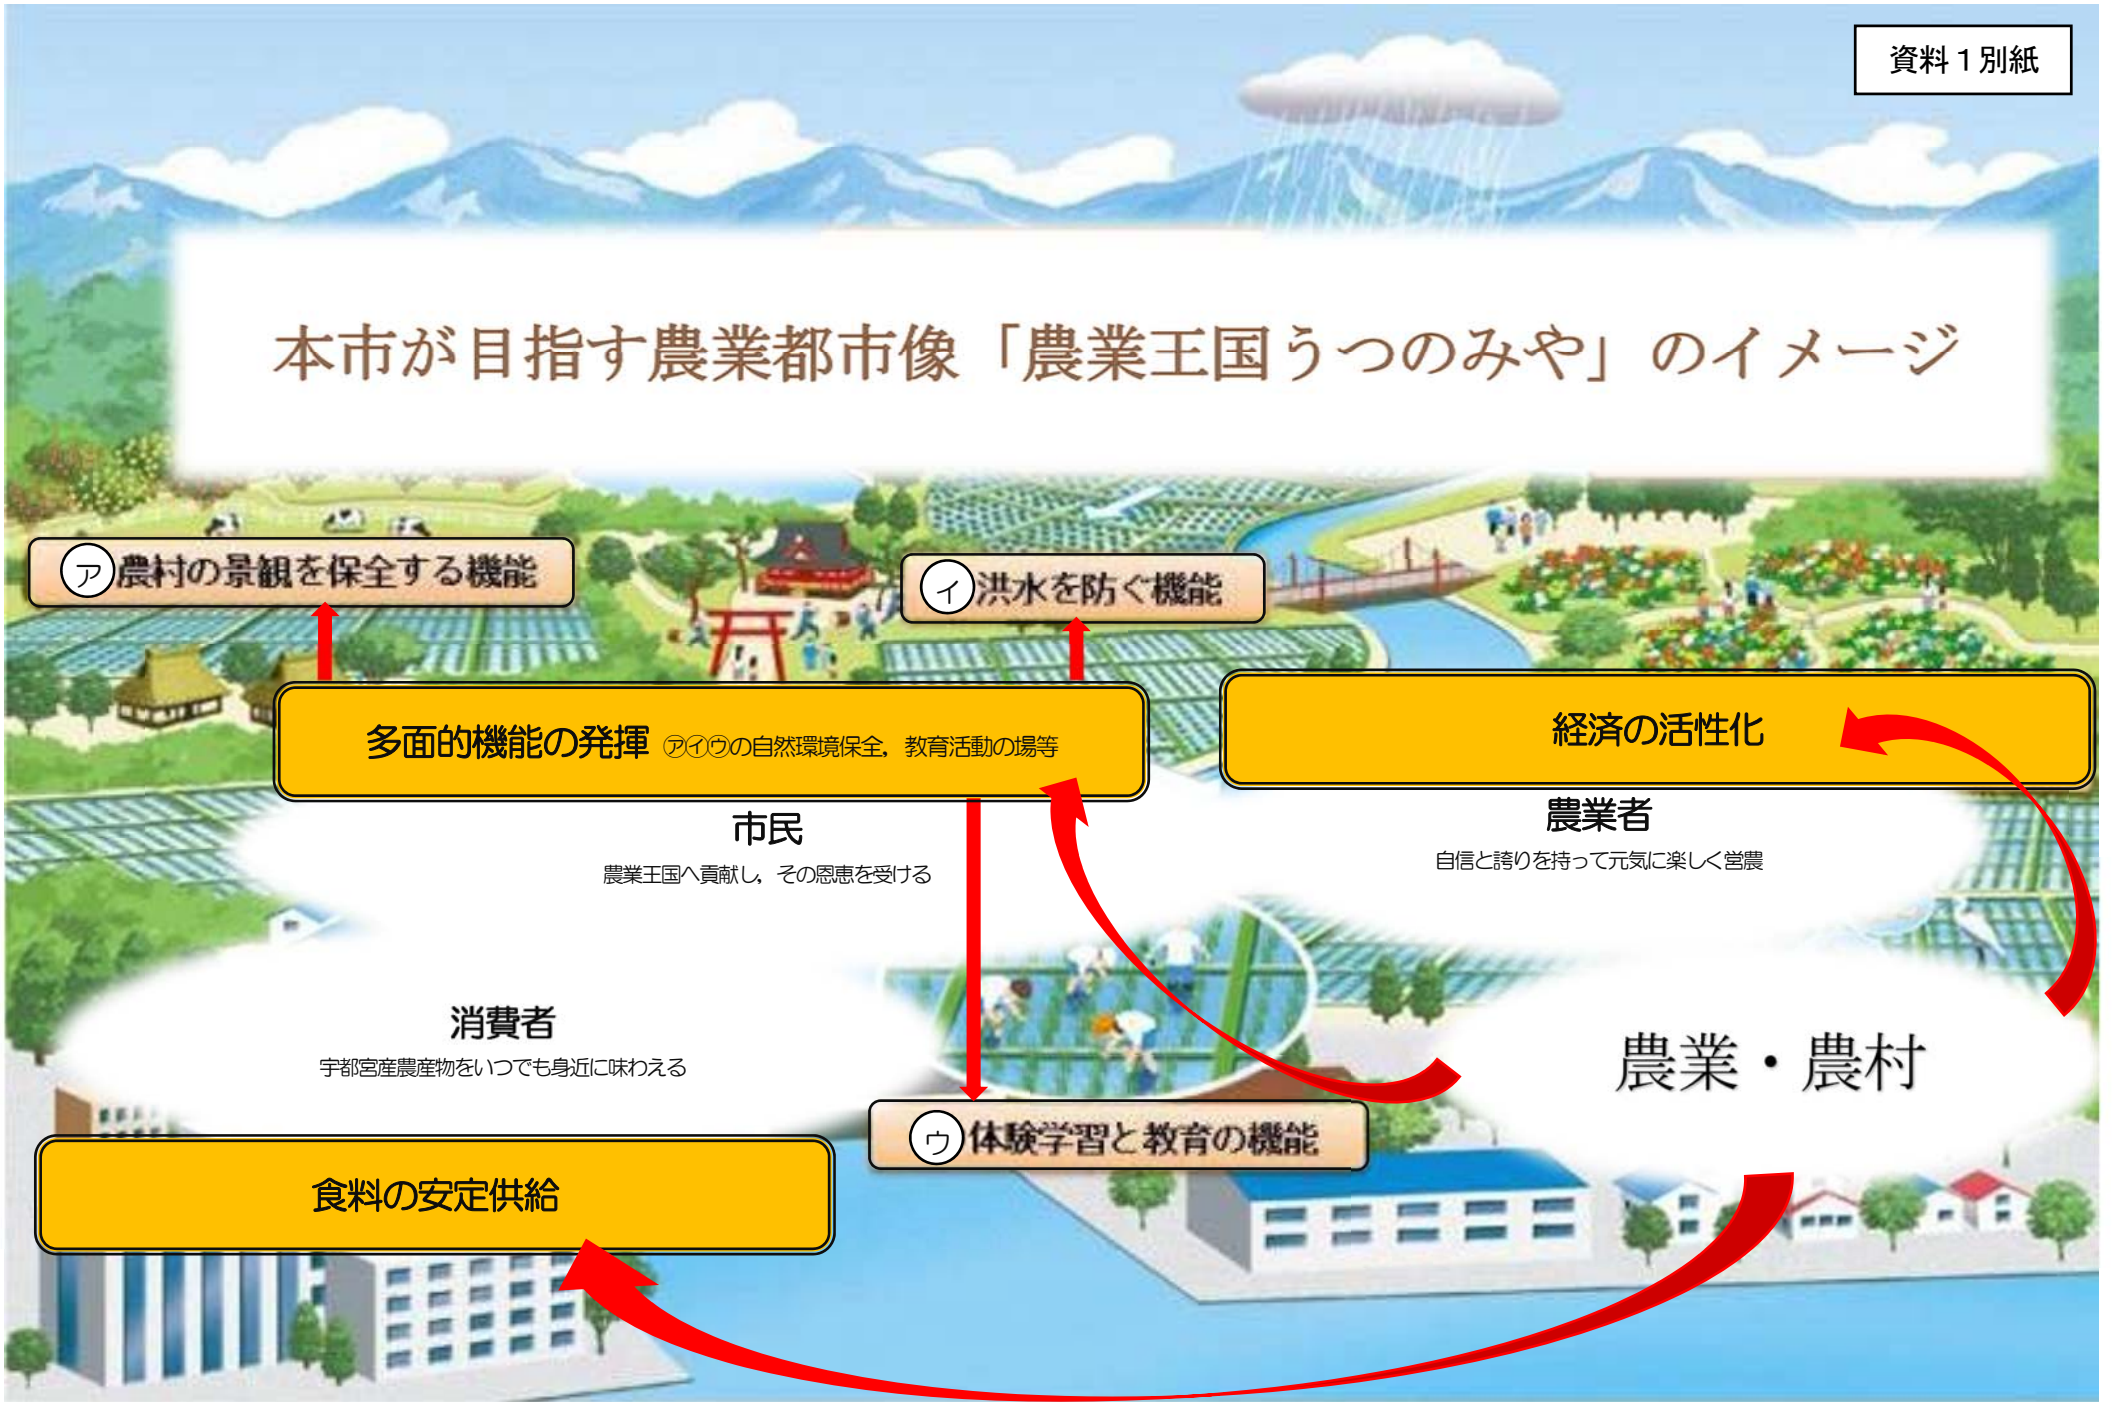 資料１別紙
本市が目指す農業都市像「農業王国うつのみや」のイメージ
ア農村の景観を保全する機能
イ洪水を防ぐ機能
多面的機能の発揮 ㋐㋑㋒の自然環境保全，教育活動の場等
経済の活性化
市民
農業王国へ貢献し，その恩恵を受ける
農業者
自信と誇りを持って元気に楽しく営農
消費者
宇都宮産農産物をいつでも身近に味わえる
農業・農村
ウ体験学習と教育の機能
食料の安定供給